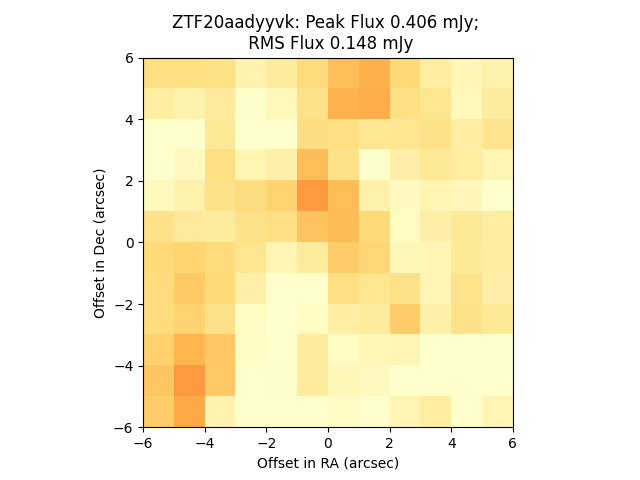 ZTF20aadyyvk: Peak Flux 0.406 mJy;
RMS Flux 0.148 mJy
6
4
2
0
−2
−4
−6
Offset in Dec (arcsec)
−6 −4 −2 0 2 4 6
Offset in RA (arcsec)